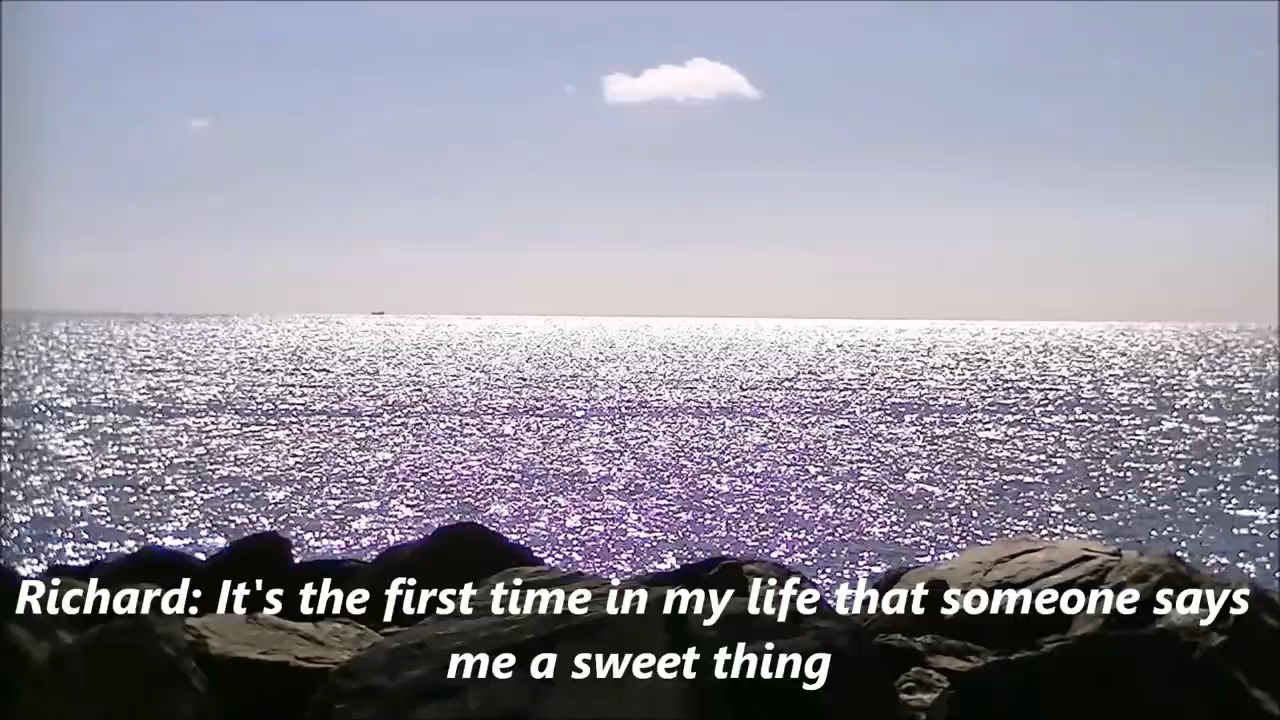 Richard: It's the first time in my life that someone says
me a sweet thing